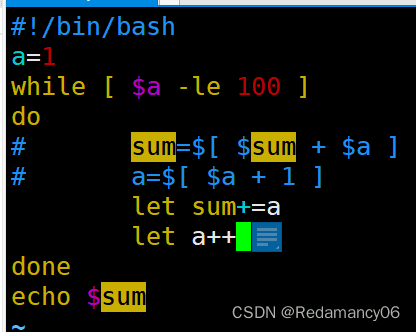 #!/bin/bash
a=1
while [ $a -le 100 ]
do
#       sum=$[ $sum + $a ]
#       a=$[ $a + 1 ]
        let sum+=a
        let a++
done
echo $sum
~
CSDN @Redamancy06